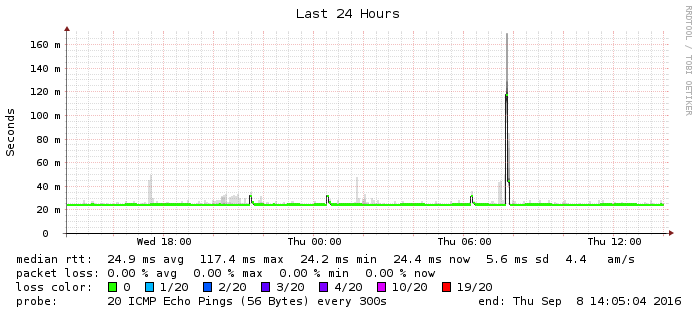 Last 24 Hours
RRDTOOL / TOBI OETIKER
Seconds
160 m
140 m
120 m
100 m
80 m
60 m
40 m
20 m
0
Wed 18:00 Thu 00:00 Thu 06:00 Thu 12:00
median rtt: 24.9 ms avg 117.4 ms max 24.2 ms min 24.4 ms now 5.6 ms sd 4.4 am/s
packet loss: 0.00 % avg 0.00 % max 0.00 % min 0.00 % now
loss color: 0 1/20 2/20 3/20 4/20 10/20 19/20
probe: 20 ICMP Echo Pings (56 Bytes) every 300s end: Thu Sep 8 14:05:04 2016